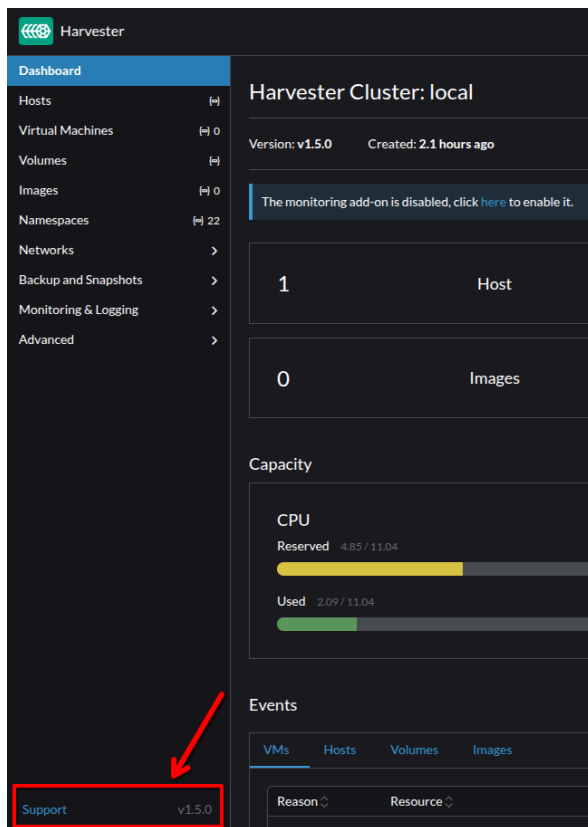 Harvester
Dashboard
Hosts
Virtual Machines 0
Volumes
Images 0
Namespaces 22
Networks
Backup and Snapshots
Monitoring & Logging
Advanced
Support v1.5.0
Harvester Cluster: local
Version: v1.5.0 Created: 2.1 hours ago
The monitoring add-on is disabled, click here to enable it.
1 Host
0 Images
Capacity
CPU
Reserved 4.85 / 11.04
Used 2.09 / 11.04
Events
VMs Hosts Volumes Images
Reason Resource